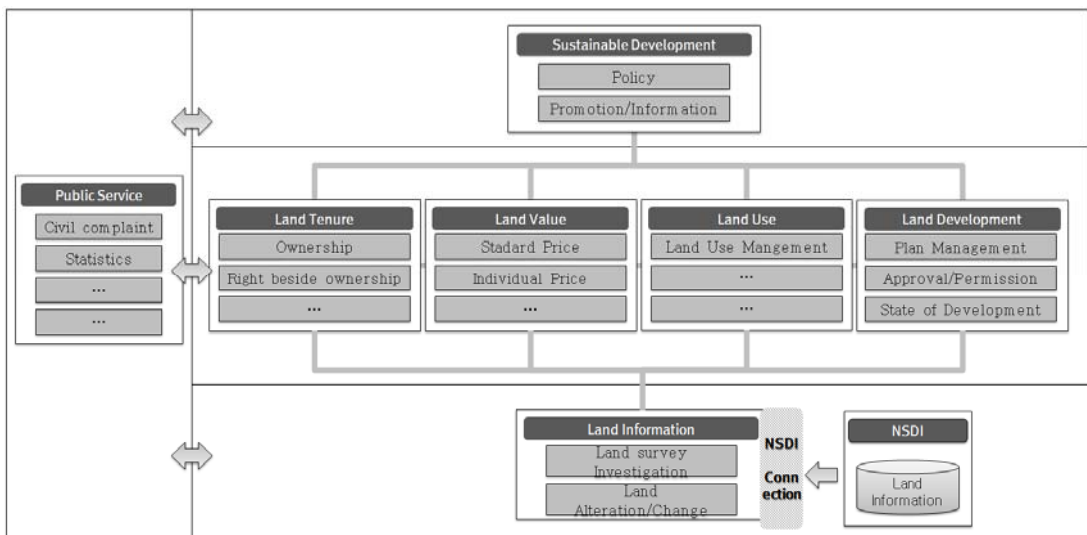 Sustainable Development
Policy
Promotion/Information
Public Service
Civil complaint
Statistics
...
...
Land Tenure
Ownership
Right beside ownership
...
Land Value
Stadard Price
Individual Price
...
Land Use
Land Use Mangement
...
...
Land Development
Plan Management
Approval/Permission
State of Development
Land Information
Land survey
Investigation
Land
Alteration/Change
NSDI
Conn
ection
NSDI
Land
Information